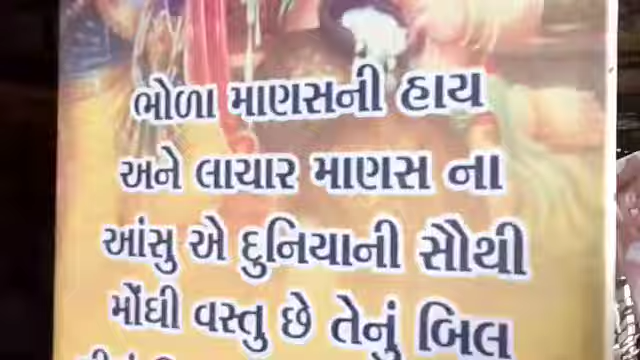 ભોળા માણસની હાય
અને લાચાર માણસ ના
આંસુ એ દુનિયાની સૌથી
મોંઘી વસ્તુ છે તેનું બિલ